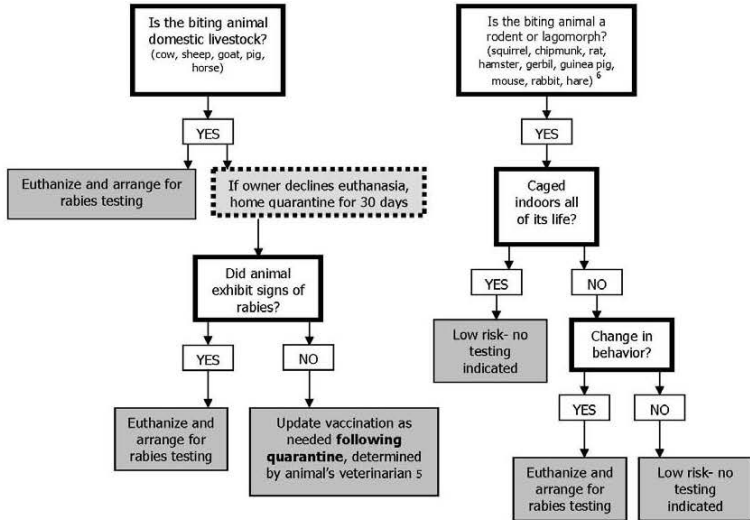 Is the biting animal
domestic livestock?
(cow, sheep, goat, pig,
horse)
YES
Euthanize and arrange for
rabies testing
If owner declines euthanasia,
home quarantine for 30 days
Did animal
exhibit signs of
rabies?
YES
NO
Euthanize and
arrange for
rabies testing
Update vaccination as
needed following
quarantine, determined
by animal's veterinarian 5
Is the biting animal a
rodent or lagomorph?
(squirrel, chipmunk, rat,
hamster, gerbil, guinea pig,
mouse, rabbit, hare) 6
YES
Caged
indoors all
of its life?
YES
NO
Low risk- no
testing
indicated
Change in
behavior?
YES
NO
Euthanize and
arrange for
rabies testing
Low risk- no
testing
indicated